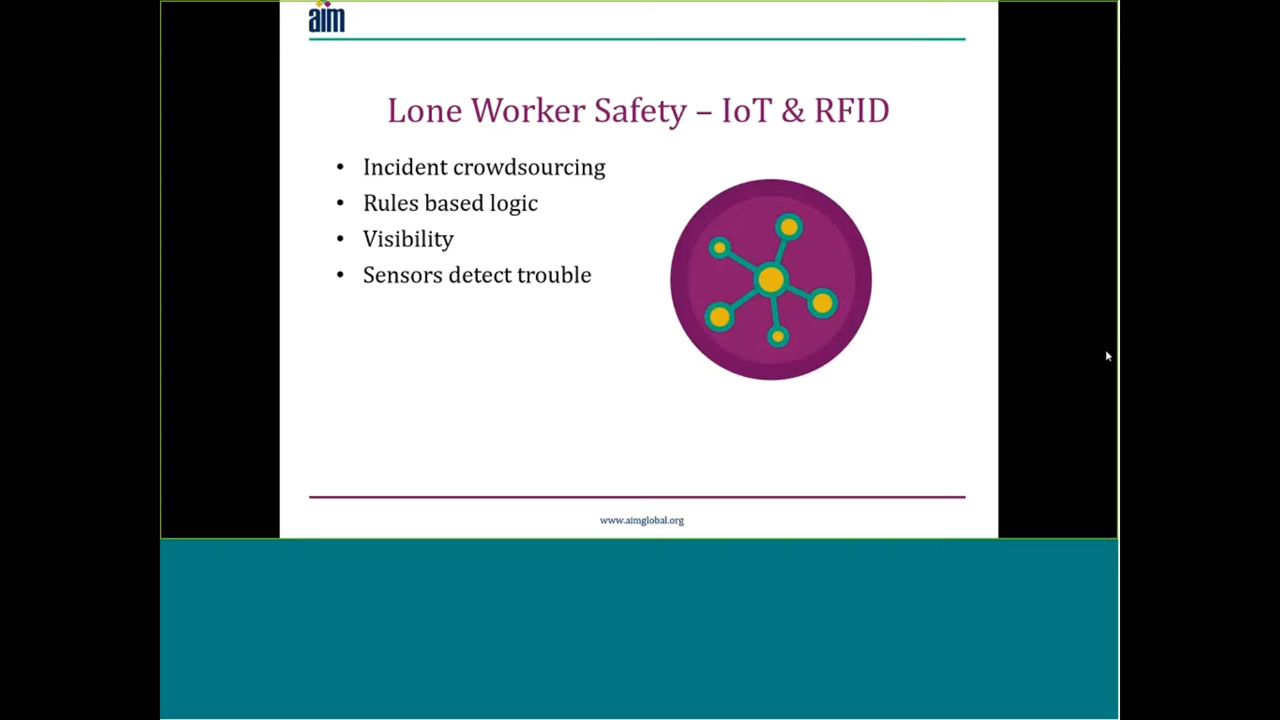 aim
Lone Worker Safety – IoT & RFID
• Incident crowdsourcing
• Rules based logic
• Visibility
• Sensors detect trouble
www.aimglobal.org